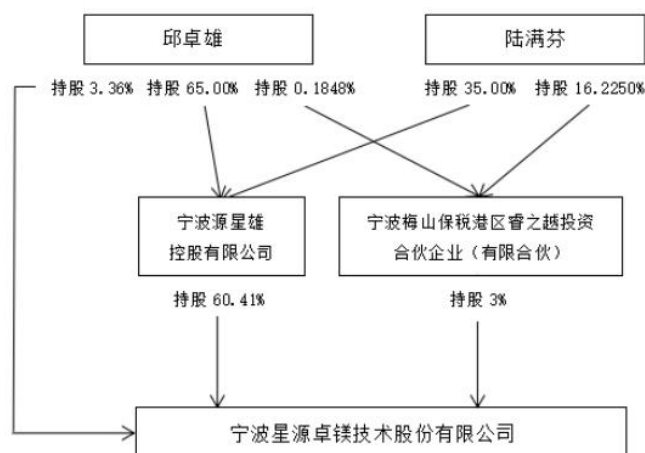 邱卓雄
陆满芬
持股 3.36% 持股 65.00% 持股 0.1848%
持股 35.00% 持股 16.2250%
宁波源星雄
控股有限公司
宁波梅山保税港区睿之越投资
合伙企业（有限合伙）
持股 60.41%
持股 3%
宁波星源卓镁技术股份有限公司